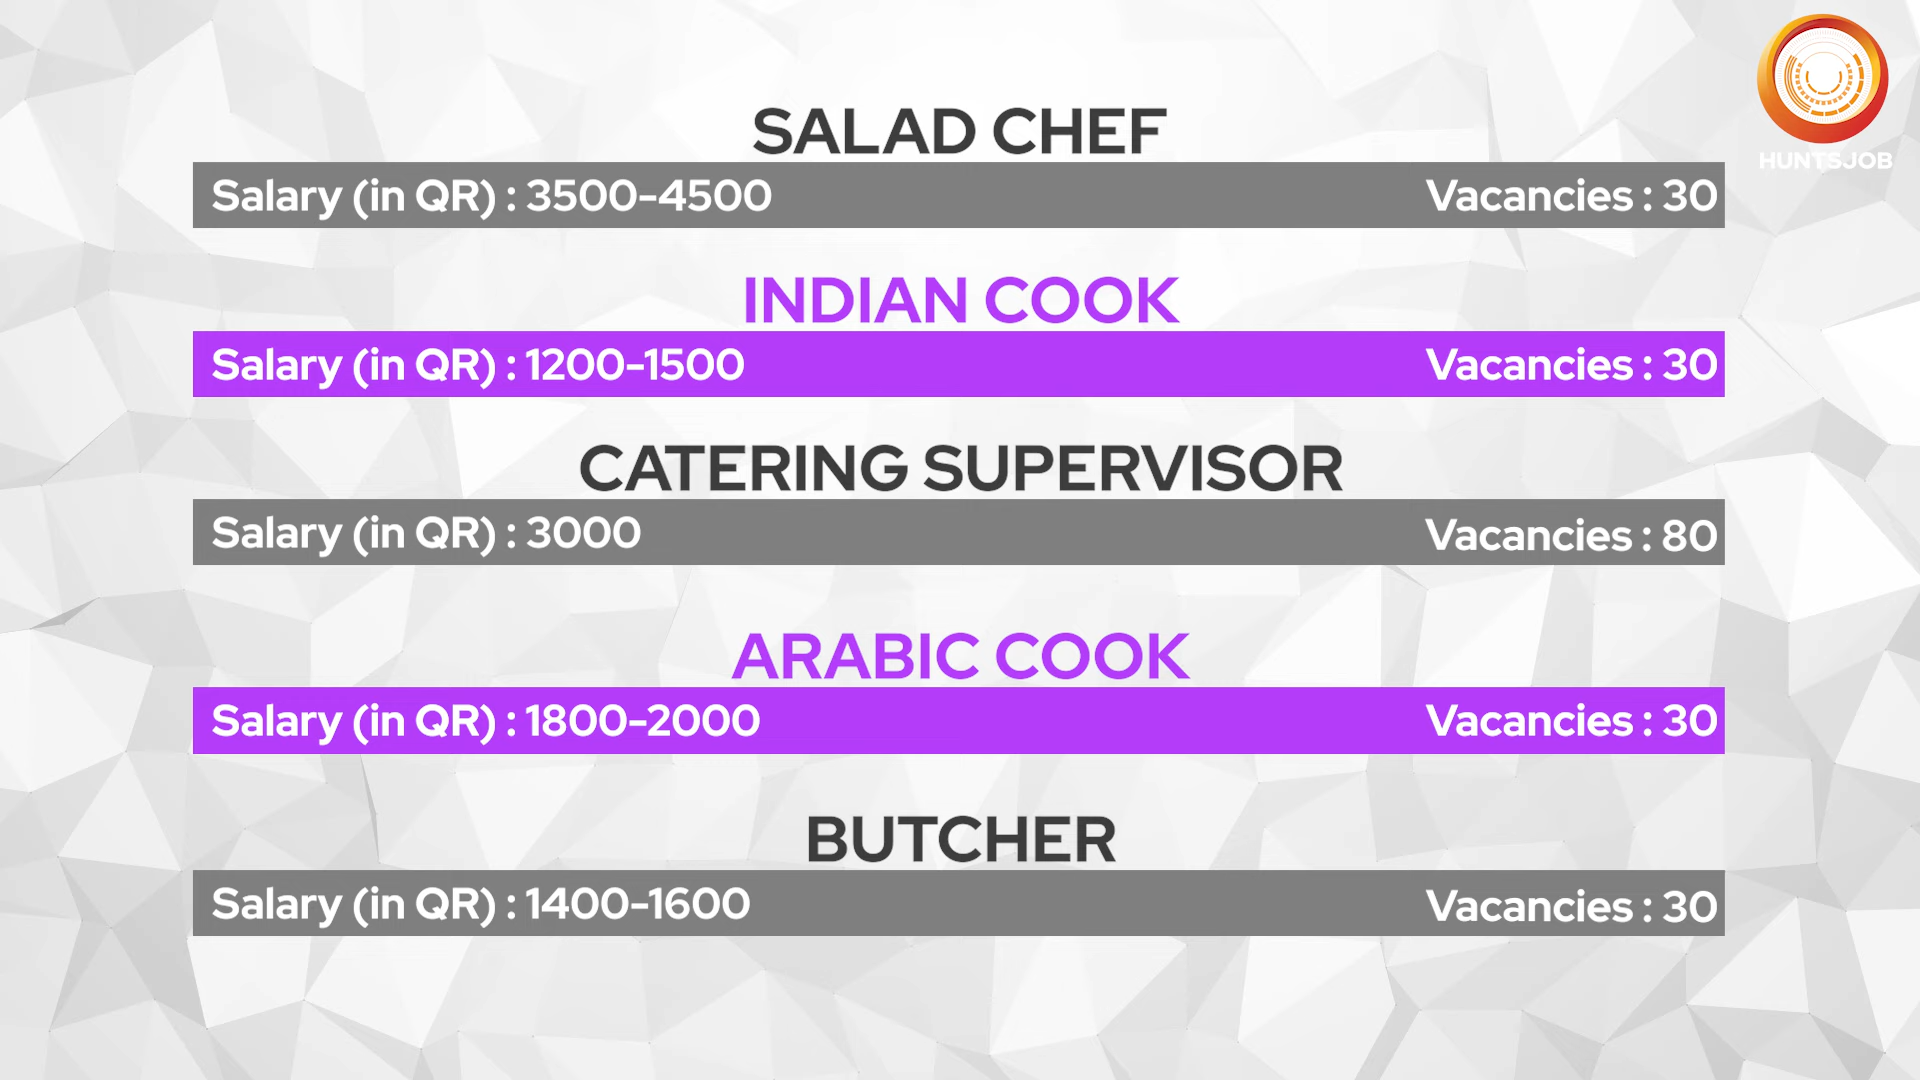 HUNTSJOB
SALAD CHEF
Salary (in QR) : 3500-4500 Vacancies : 30
INDIAN COOK
Salary (in QR) : 1200-1500 Vacancies : 30
CATERING SUPERVISOR
Salary (in QR) : 3000 Vacancies : 80
ARABIC COOK
Salary (in QR) : 1800-2000 Vacancies : 30
BUTCHER
Salary (in QR) : 1400-1600 Vacancies : 30